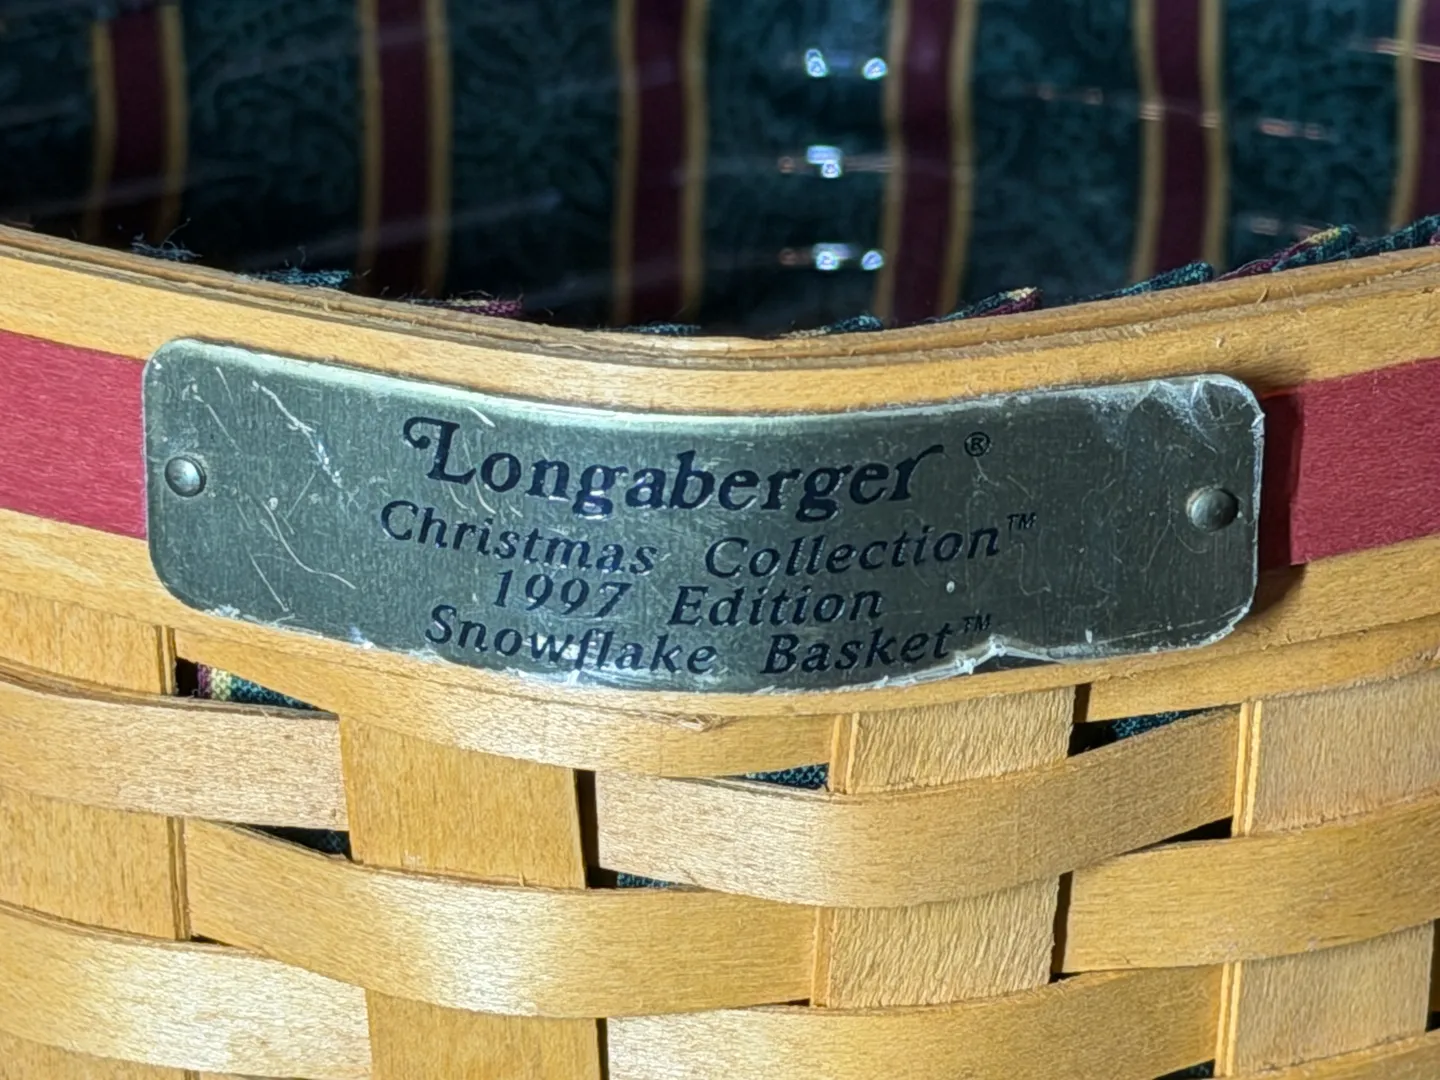 Longaberger ®
Christmas Collection™
1997 Edition
Snowflake Basket™